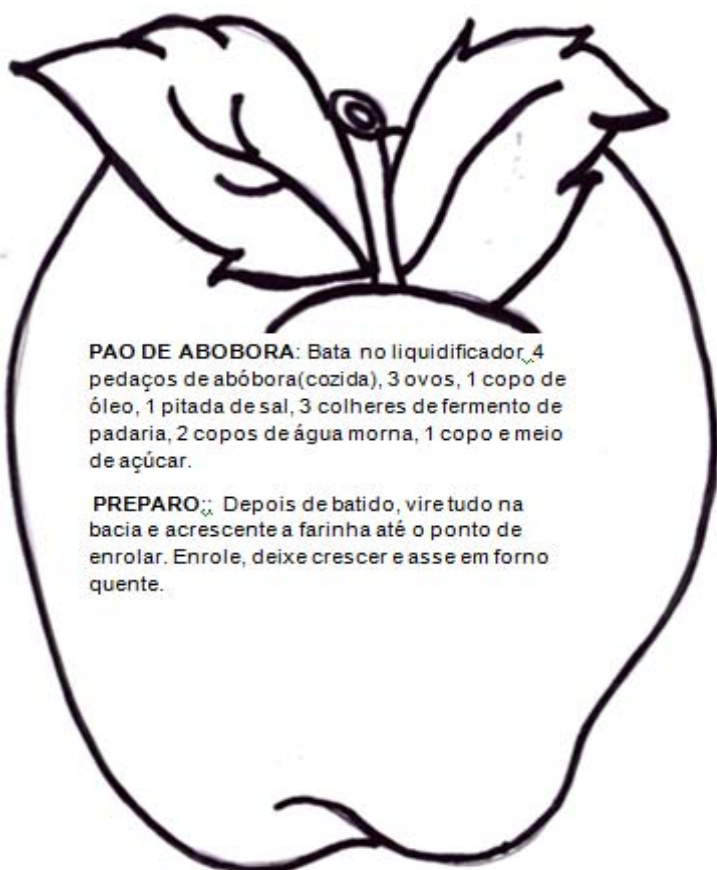 PAO DE ABOBORA: Bata no liquidificador 4
pedaços de abóbora(cozida), 3 ovos, 1 copo de
óleo, 1 pitada de sal, 3 colheres de fermento de
padaria, 2 copos de água morna, 1 copo e meio
de açúcar.
PREPARO:: Depois de batido, vire tudo na
bacia e acrescente a farinha até o ponto de
enrolar. Enrole, deixe crescer e asse em forno
quente.